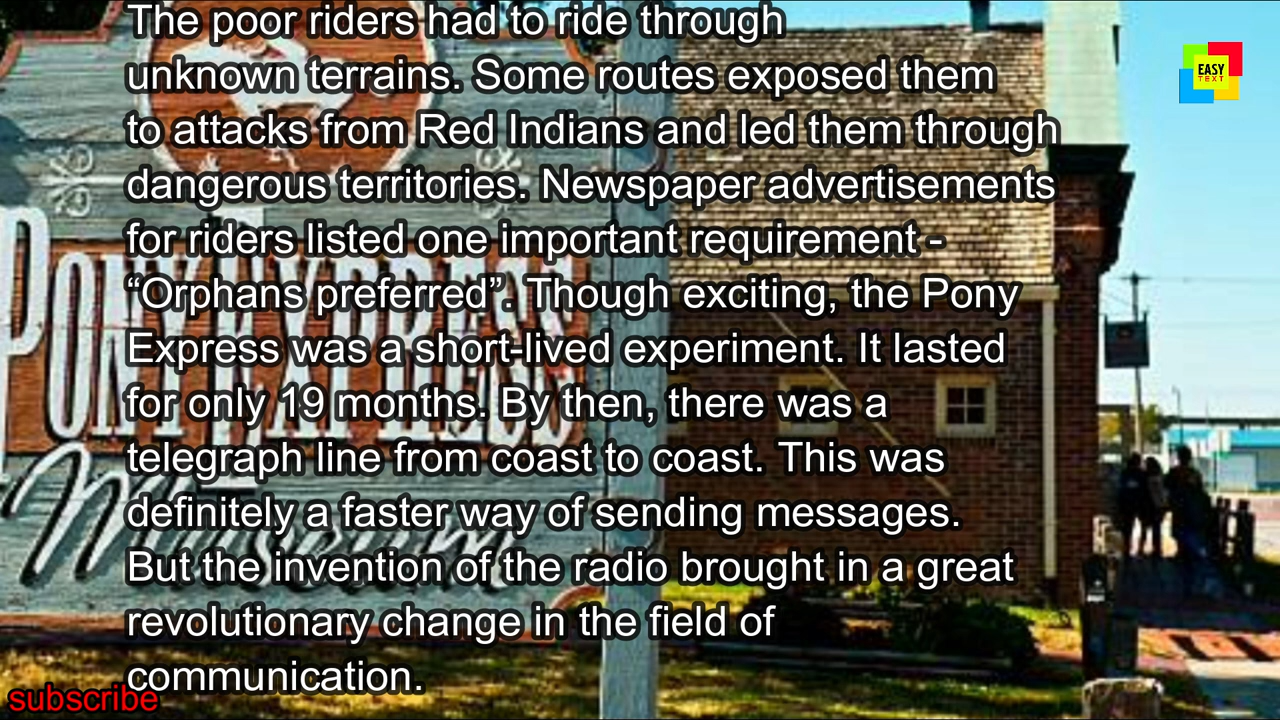 The poor riders had to ride through
unknown terrains. Some routes exposed them
to attacks from Red Indians and led them through
dangerous territories. Newspaper advertisements
for riders listed one important requirement -
“Orphans preferred”. Though exciting, the Pony
Express was a short-lived experiment. It lasted
for only 19 months. By then, there was a
telegraph line from coast to coast. This was
definitely a faster way of sending messages.
But the invention of the radio brought in a great
revolutionary change in the field of
communication.
EASY
TEXT
PONY EXPRESS
Museum
subscribe